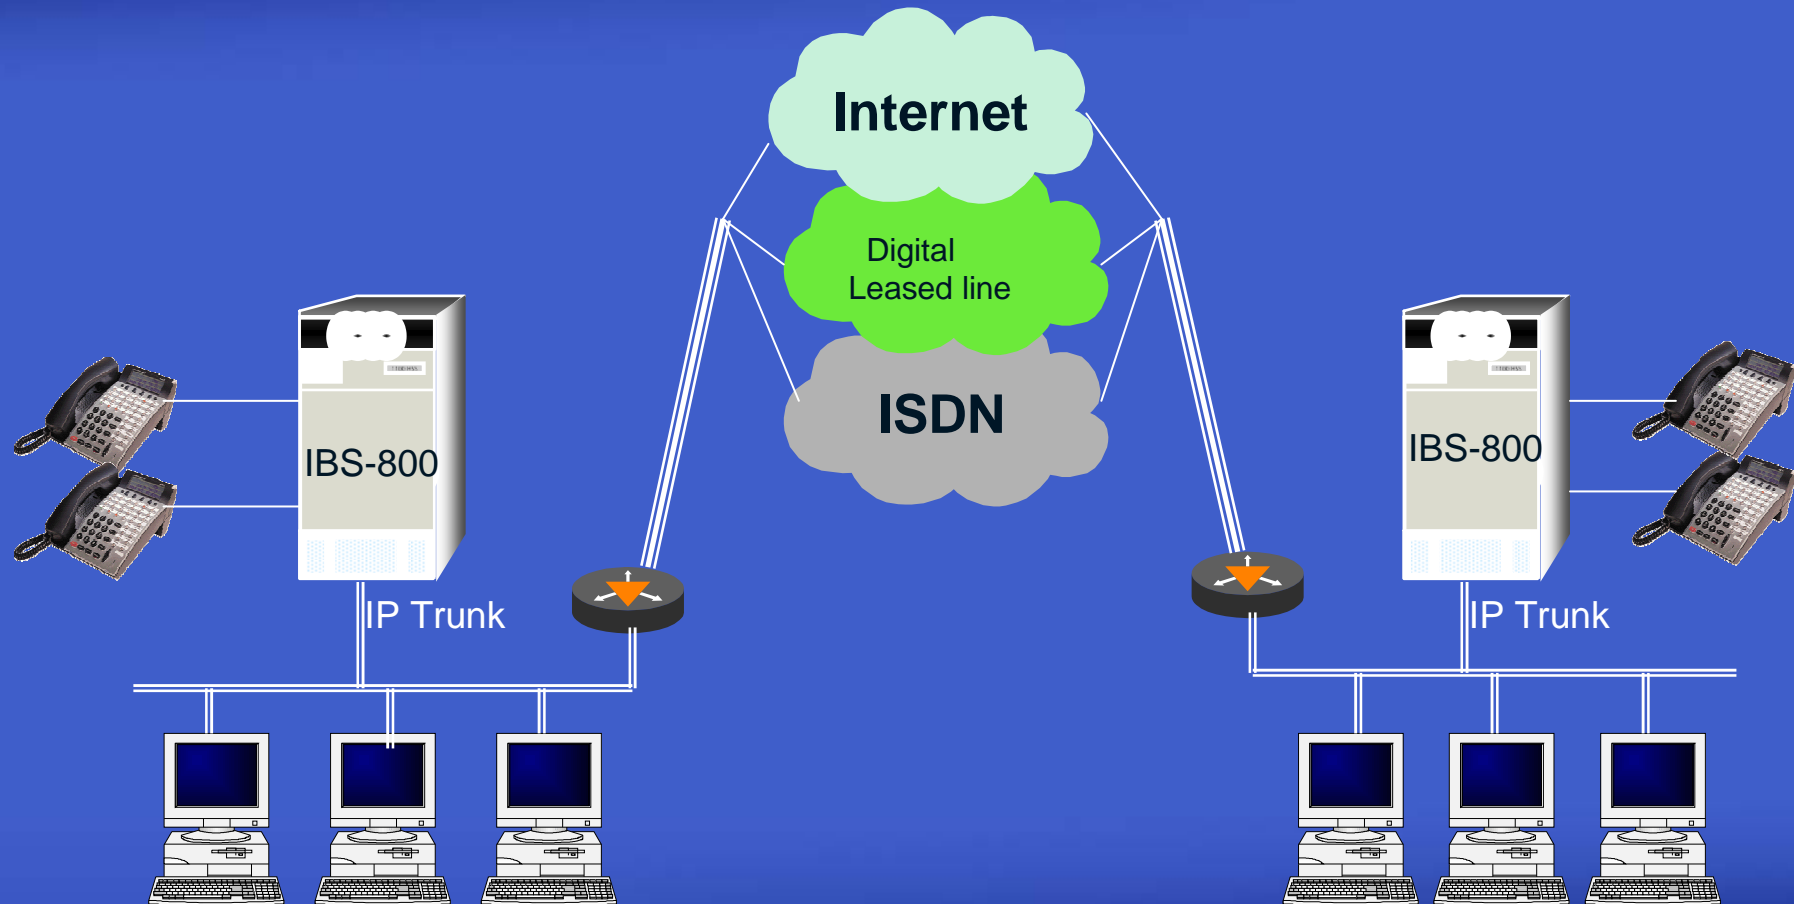 Internet
Digital
Leased line
ISDN
IBS-800
IP Trunk
IBS-800
IP Trunk